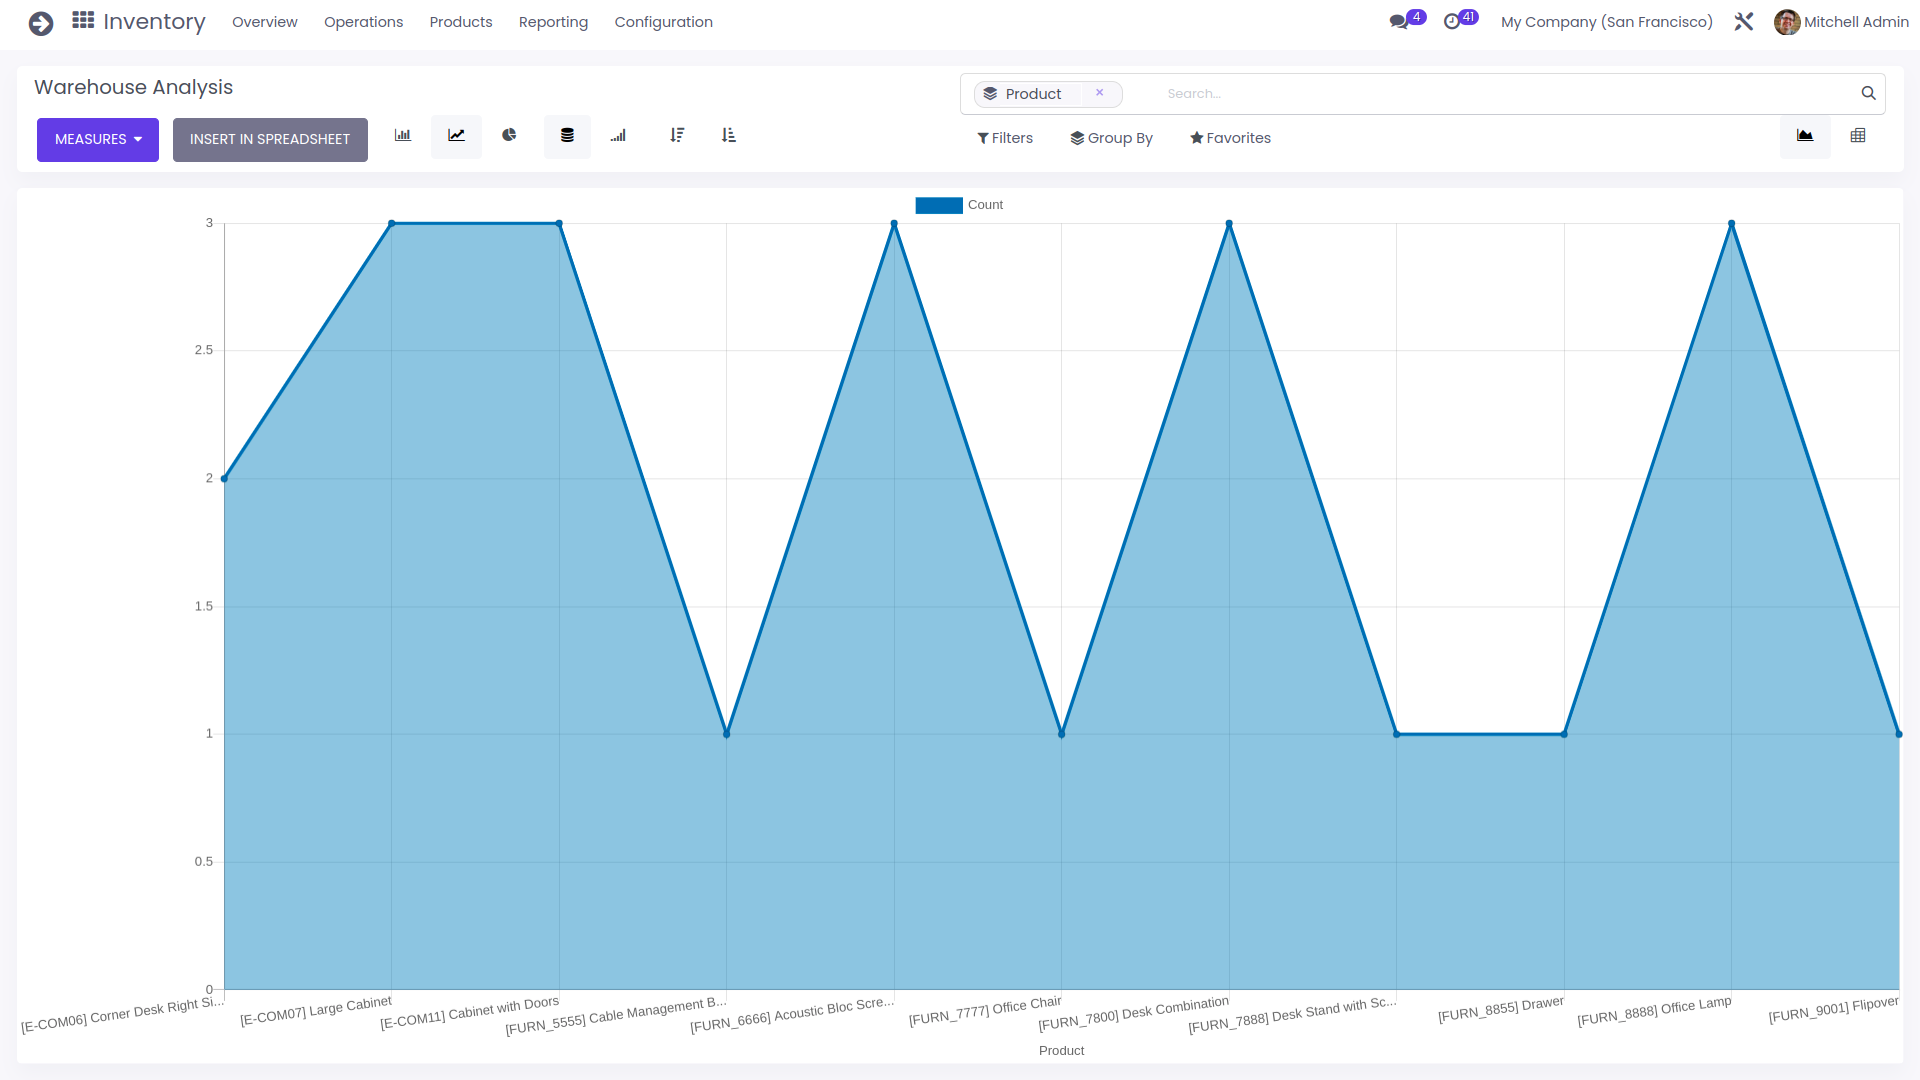 Inventory Overview Operations Products Reporting Configuration 4 41 My Company (San Francisco) Mitchell Admin
Warehouse Analysis
Product × Search...
MEASURES INSERT IN SPREADSHEET
Filters Group By Favorites
Count
3
2.5
2
1.5
1
0.5
0
[E-COM06] Corner Desk Right Si...
[E-COM07] Large Cabinet
[E-COM11] Cabinet with Doors
[FURN_5555] Cable Management B...
[FURN_6666] Acoustic Bloc Scre...
[FURN_7777] Office Chair
[FURN_7800] Desk Combination
[FURN_7888] Desk Stand with Sc...
[FURN_8855] Drawer
[FURN_8888] Office Lamp
[FURN_9001] Flipover
Product